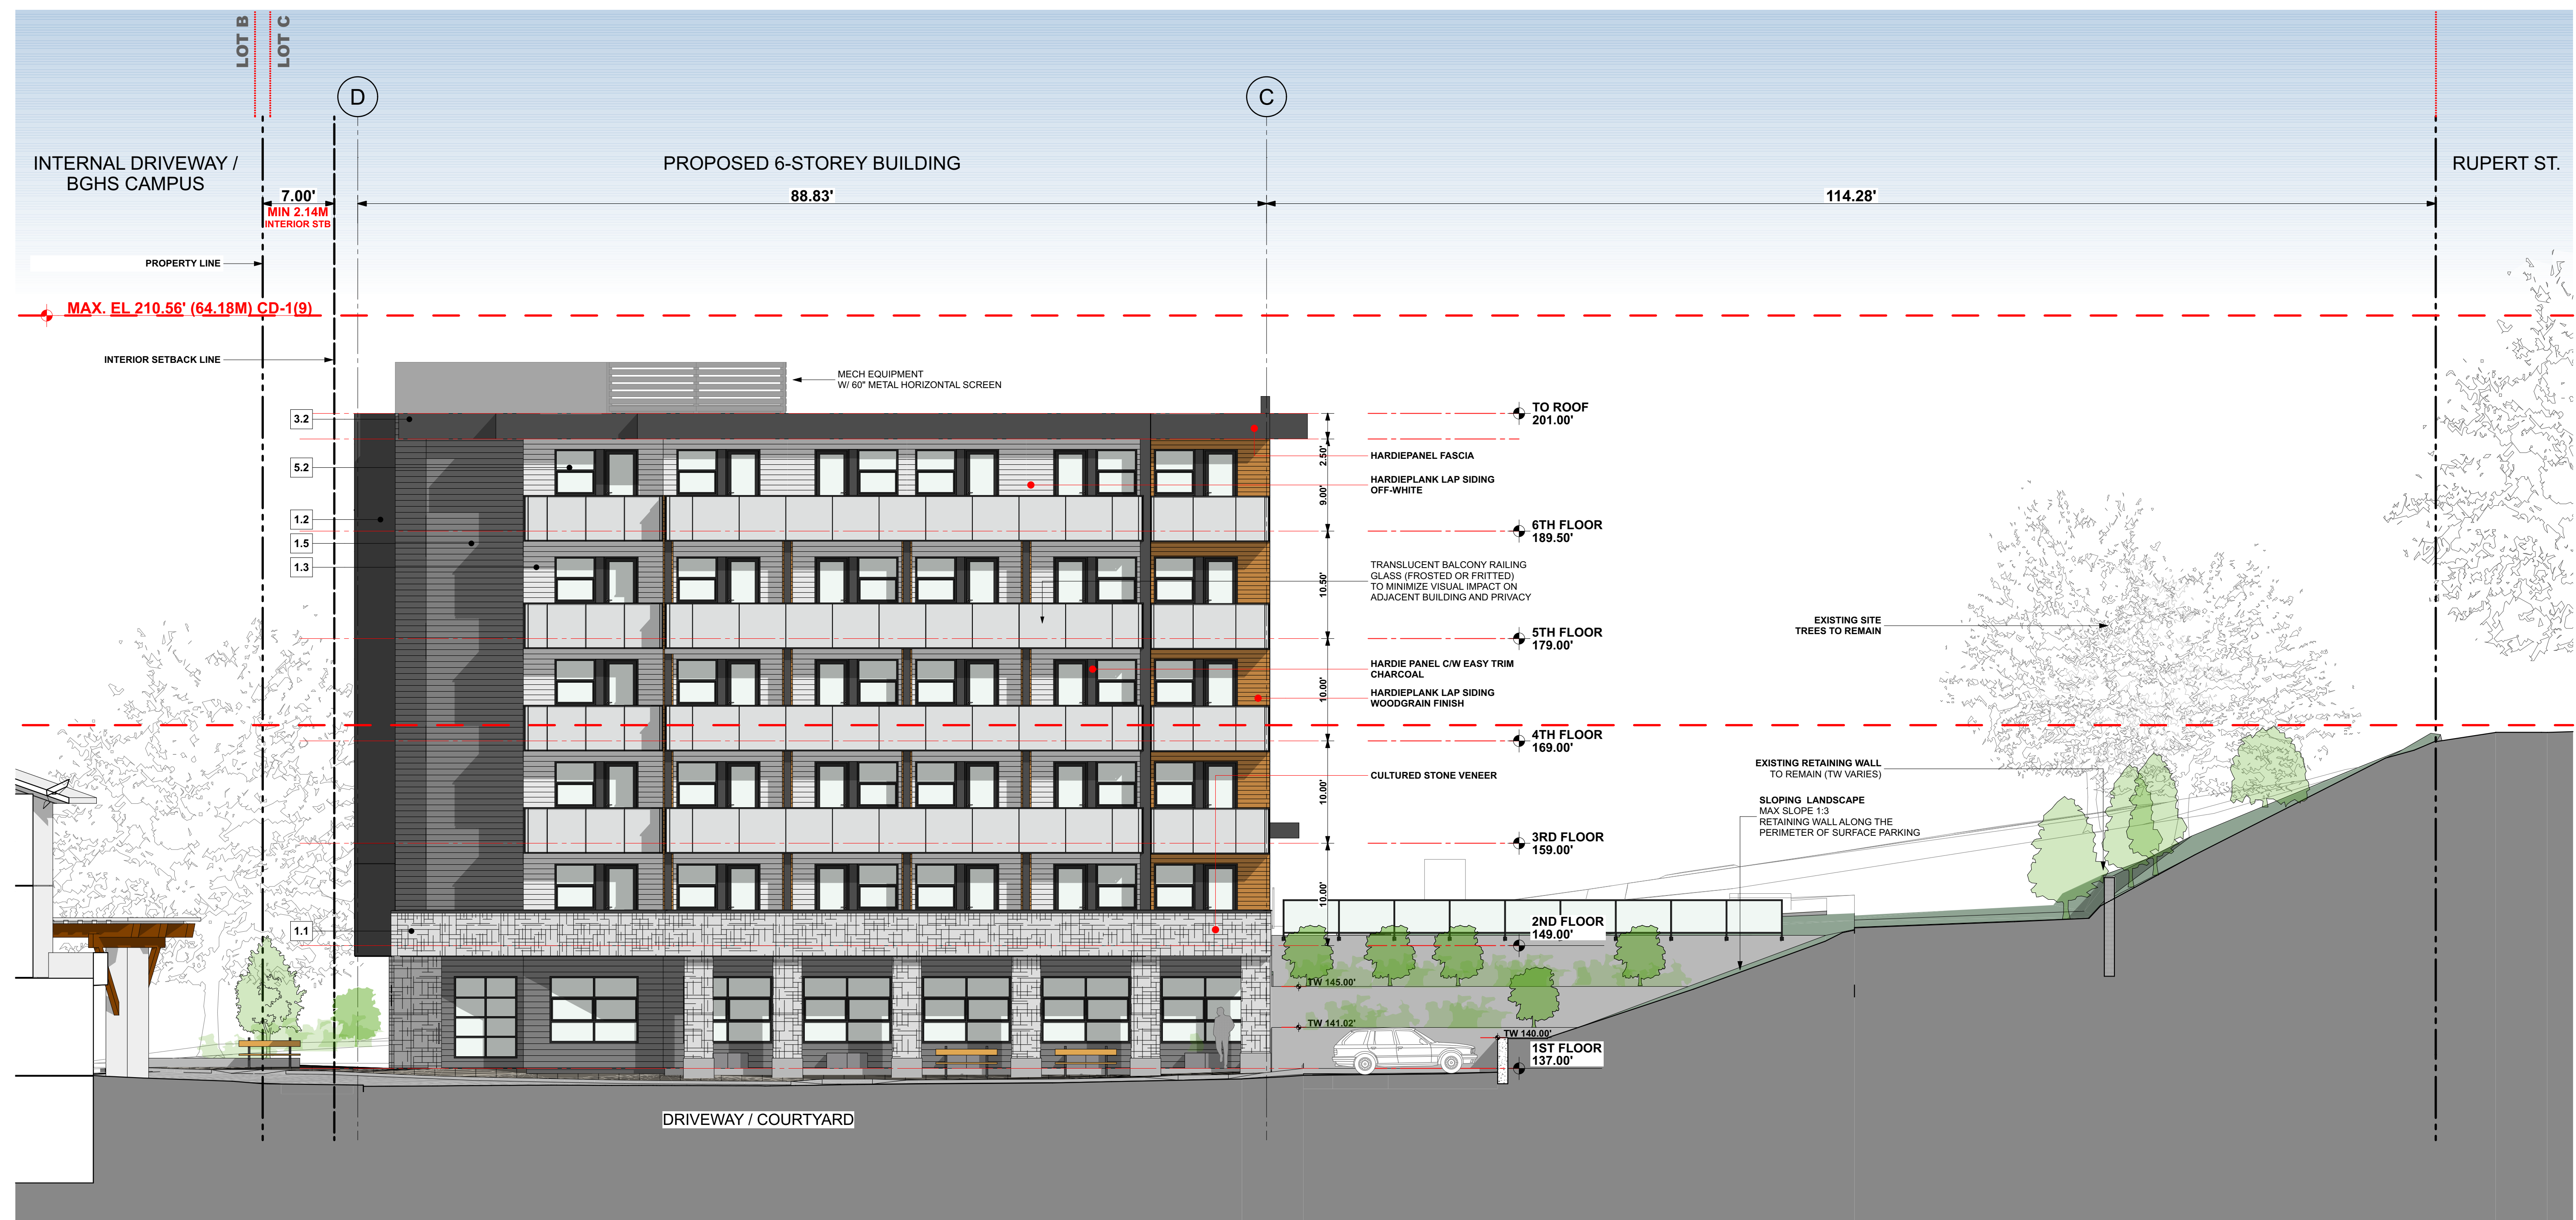 LOT B
LOT C
D
C
INTERNAL DRIVEWAY /
BGHS CAMPUS
PROPOSED 6-STOREY BUILDING
RUPERT ST.
7.00'
MIN 2.14M
INTERIOR STB
88.83'
114.28'
PROPERTY LINE
MAX. EL 210.56' (64.18M) CD-1(9)
INTERIOR SETBACK LINE
MECH EQUIPMENT
W/ 60" METAL HORIZONTAL SCREEN
3.2
5.2
1.2
1.5
1.3
1.1
TO ROOF
201.00'
2.50'
HARDIEPANEL FASCIA
HARDIEPLANK LAP SIDING
OFF-WHITE
9.00'
6TH FLOOR
189.50'
10.50'
TRANSLUCENT BALCONY RAILING
GLASS (FROSTED OR FRITTED)
TO MINIMIZE VISUAL IMPACT ON
ADJACENT BUILDING AND PRIVACY
5TH FLOOR
179.00'
EXISTING SITE
TREES TO REMAIN
10.00'
HARDIE PANEL C/W EASY TRIM
CHARCOAL
HARDIEPLANK LAP SIDING
WOODGRAIN FINISH
4TH FLOOR
169.00'
10.00'
CULTURED STONE VENEER
EXISTING RETAINING WALL
TO REMAIN (TW VARIES)
SLOPING LANDSCAPE
MAX SLOPE 1:3
RETAINING WALL ALONG THE
PERIMETER OF SURFACE PARKING
3RD FLOOR
159.00'
10.00'
2ND FLOOR
149.00'
TW 145.00'
TW 141.02'
TW 140.00'
1ST FLOOR
137.00'
DRIVEWAY / COURTYARD